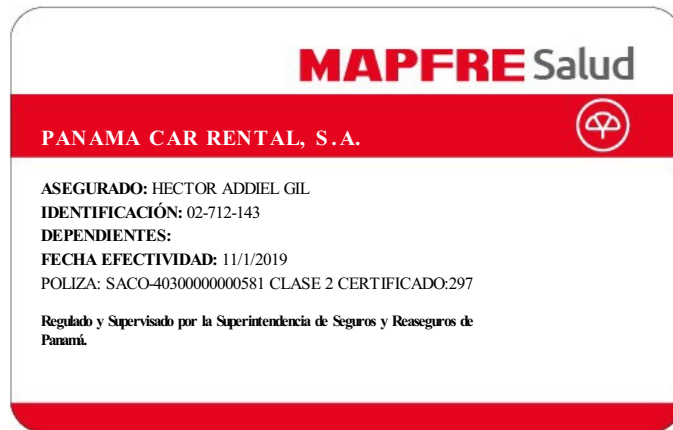 MAPFRE Salud
PANAMA CAR RENTAL, S.A.
ASEGURADO: HECTOR ADDIEL GIL
IDENTIFICACIÓN: 02-712-143
DEPENDIENTES:
FECHA EFECTIVIDAD: 11/1/2019
POLIZA: SACO-40300000000581 CLASE 2 CERTIFICADO:297
Regulado y Supervisado por la Superintendencia de Seguros y Reaseguros de
Panamá.